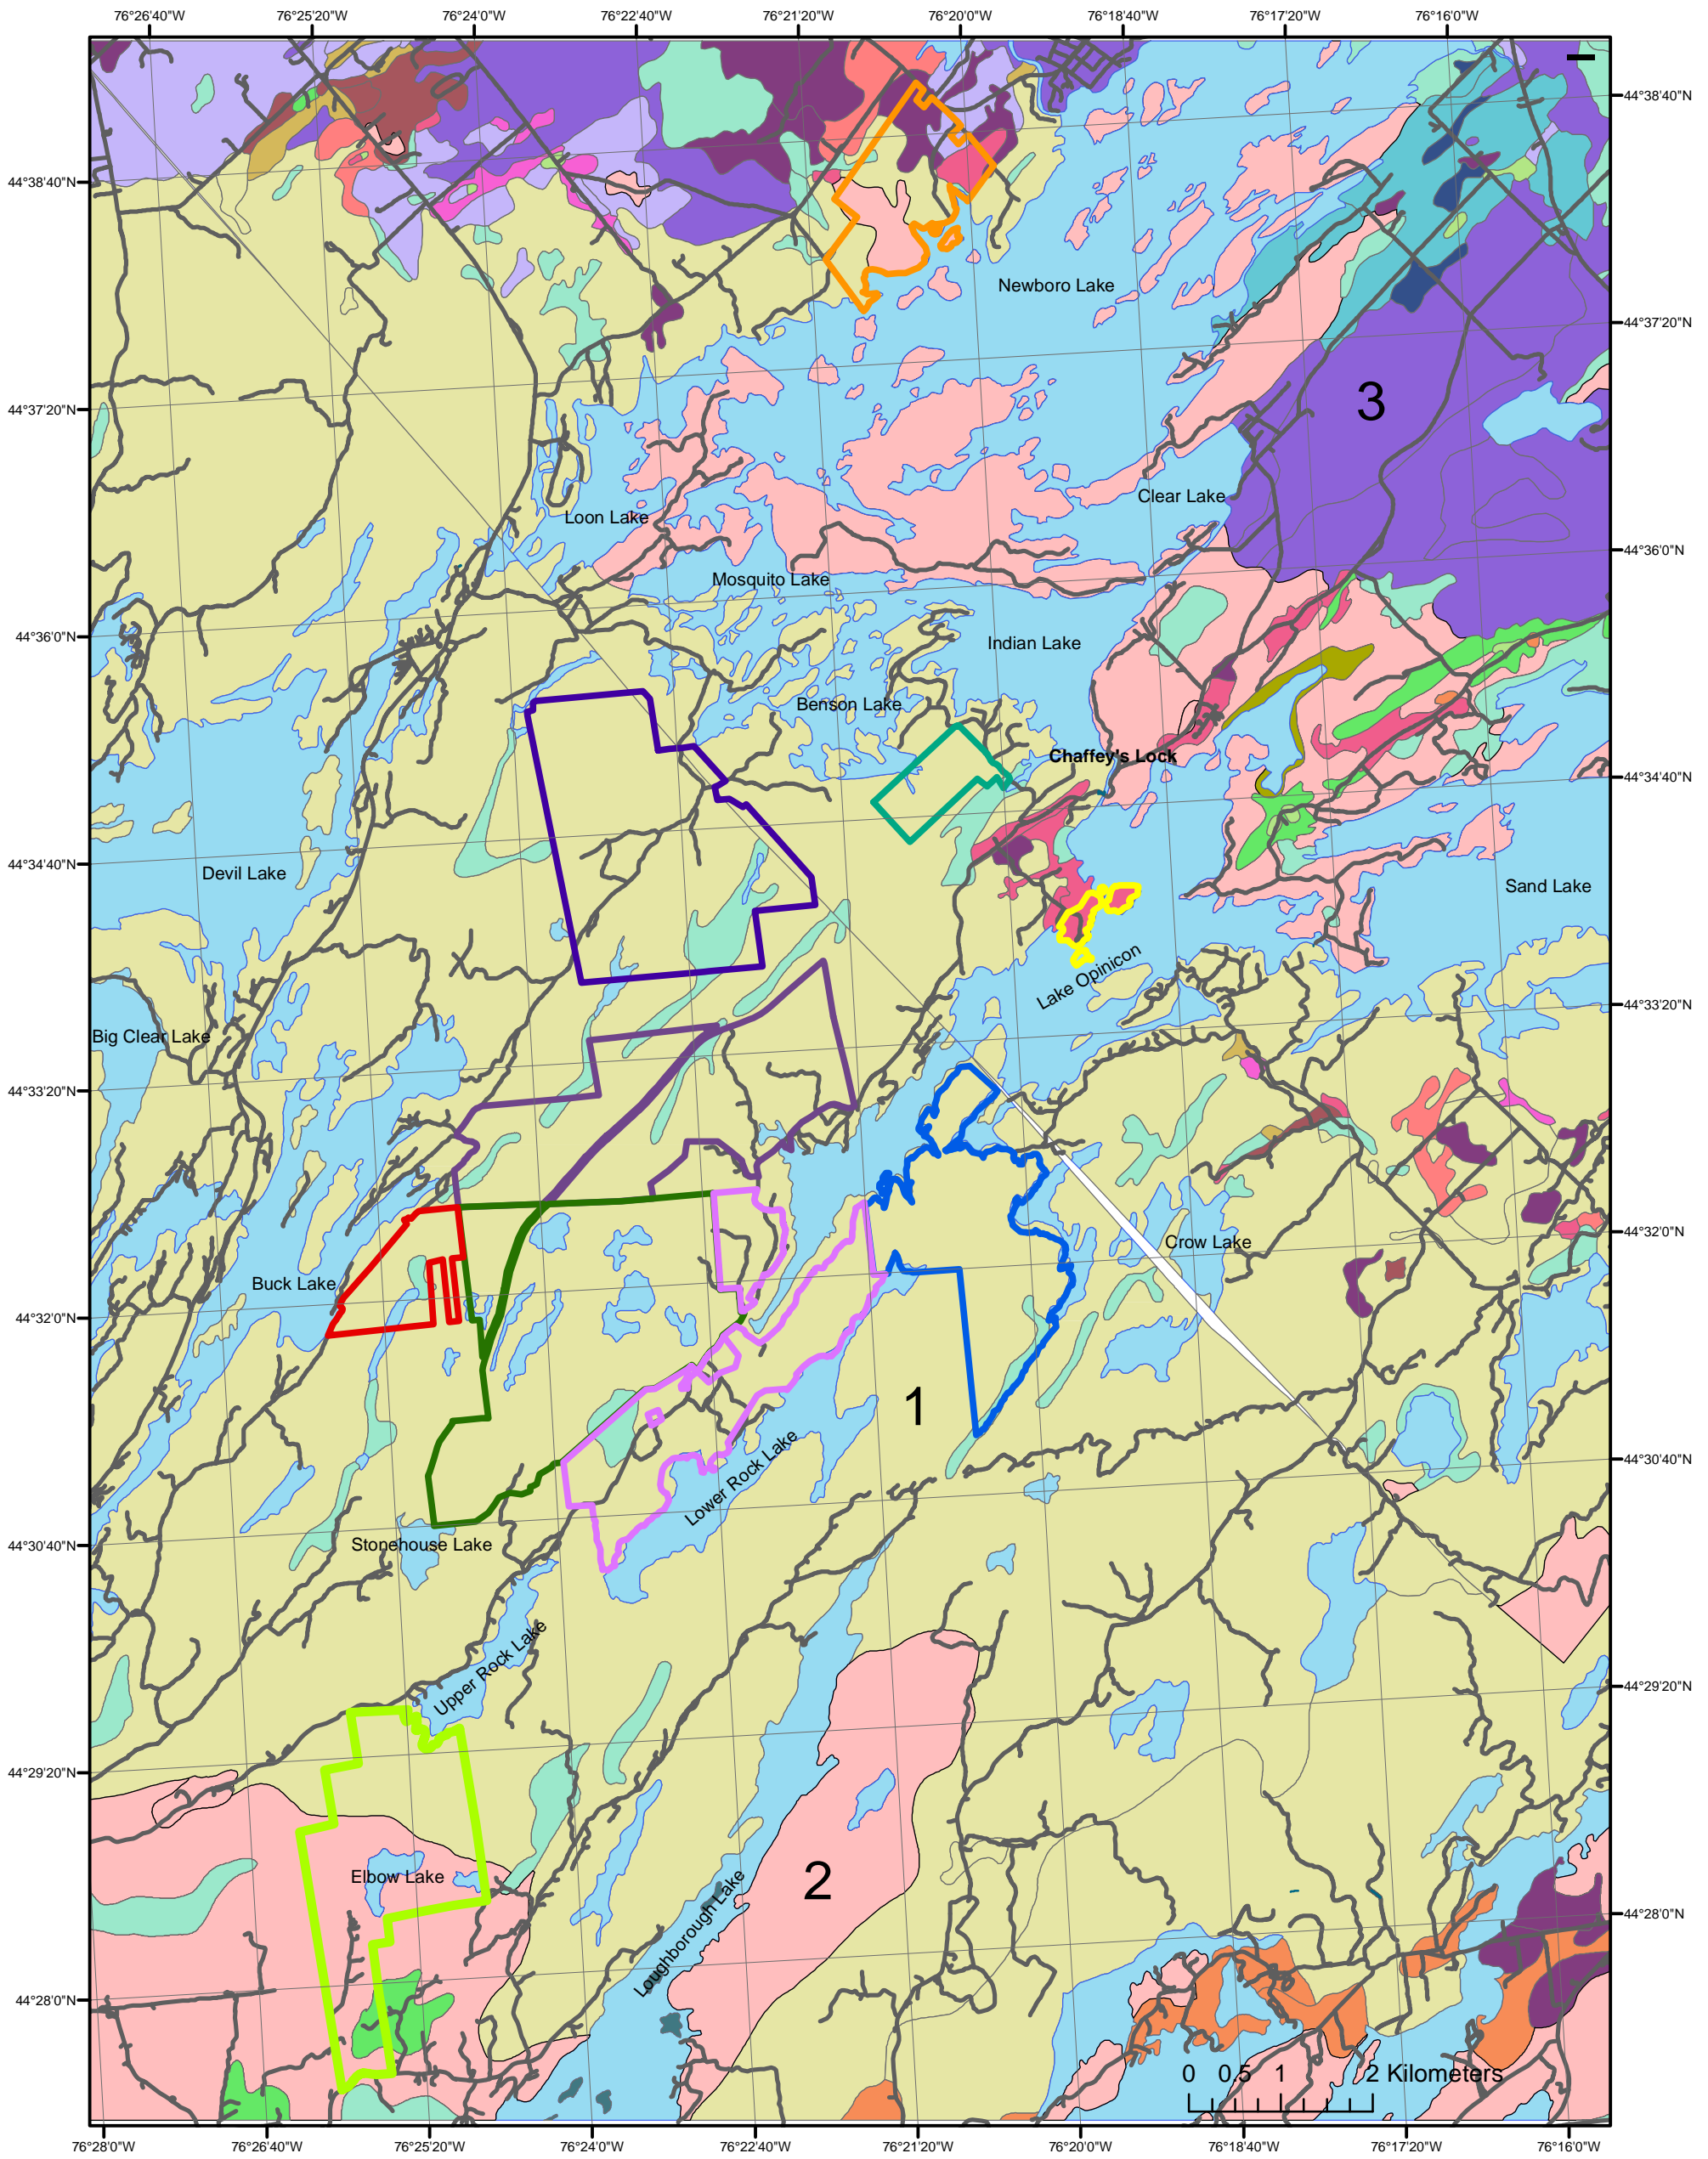 76°26'40"W 76°25'20"W 76°24'0"W 76°22'40"W 76°21'20"W 76°20'0"W 76°18'40"W 76°17'20"W 76°16'0"W
44°38'40"N
44°38'40"N
Newboro Lake
44°37'20"N
3
44°37'20"N
Clear Lake
Loon Lake
44°36'0"N
Mosquito Lake
44°36'0"N
Indian Lake
Benson Lake
Chaffey's Lock
44°34'40"N
44°34'40"N
Devil Lake
Sand Lake
Lake Opinicon
44°33'20"N
Big Clear Lake
44°33'20"N
44°32'0"N
Crow Lake
Buck Lake
44°32'0"N
1
44°30'40"N
Lower Rock Lake
44°30'40"N
Stonehouse Lake
Upper Rock Lake
44°29'20"N
44°29'20"N
Elbow Lake
2
Loughborough Lake
44°28'0"N
44°28'0"N
0 0.5 1 2 Kilometers
76°28'0"W 76°26'40"W 76°25'20"W 76°24'0"W 76°22'40"W 76°21'20"W 76°20'0"W 76°18'40"W 76°17'20"W 76°16'0"W